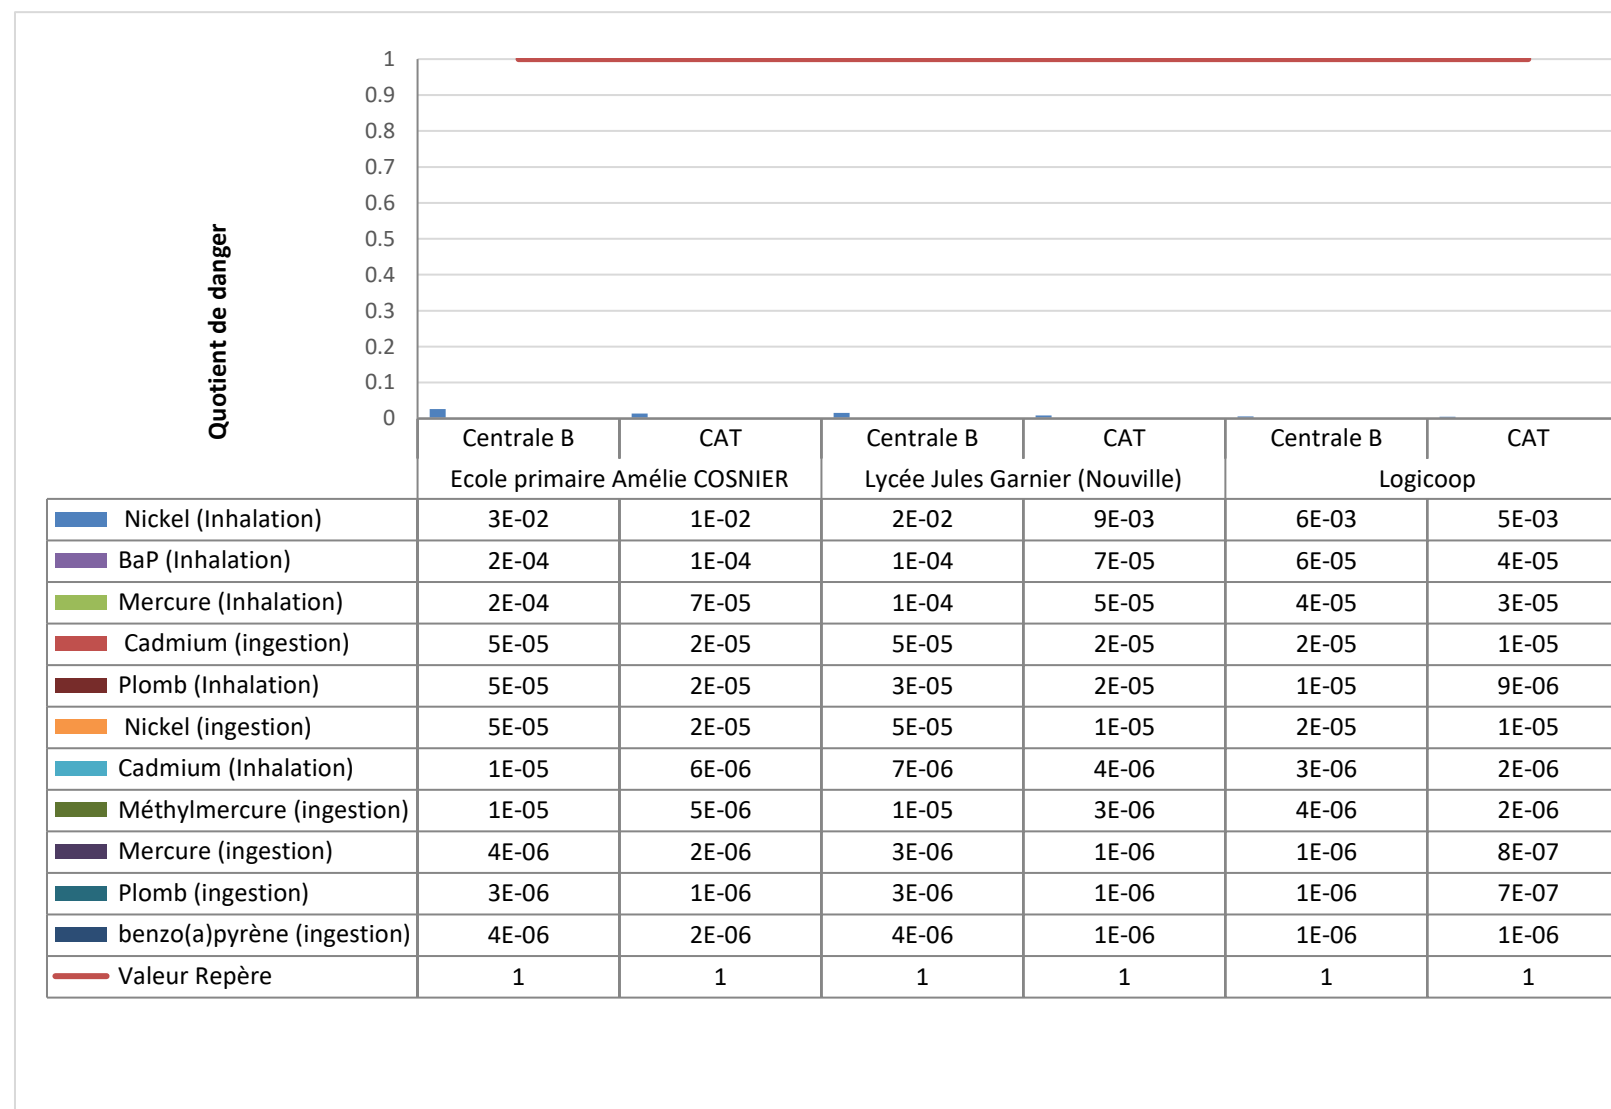 Quotient de danger
1
0.9
0.8
0.7
0.6
0.5
0.4
0.3
0.2
0.1
0
Centrale B CAT Centrale B CAT Centrale B CAT
Ecole primaire Amélie COSNIER Lycée Jules Garnier (Nouville) Logicoop
Nickel (Inhalation) 3E-02 1E-02 2E-02 9E-03 6E-03 5E-03
BaP (Inhalation) 2E-04 1E-04 1E-04 7E-05 6E-05 4E-05
Mercure (Inhalation) 2E-04 7E-05 1E-04 5E-05 4E-05 3E-05
Cadmium (ingestion) 5E-05 2E-05 5E-05 2E-05 2E-05 1E-05
Plomb (Inhalation) 5E-05 2E-05 3E-05 2E-05 1E-05 9E-06
Nickel (ingestion) 5E-05 2E-05 5E-05 1E-05 2E-05 1E-05
Cadmium (Inhalation) 1E-05 6E-06 7E-06 4E-06 3E-06 2E-06
Méthylmercure (ingestion) 1E-05 5E-06 1E-05 3E-06 4E-06 2E-06
Mercure (ingestion) 4E-06 2E-06 3E-06 1E-06 1E-06 8E-07
Plomb (ingestion) 3E-06 1E-06 3E-06 1E-06 1E-06 7E-07
benzo(a)pyrène (ingestion) 4E-06 2E-06 4E-06 1E-06 1E-06 1E-06
Valeur Repère 1 1 1 1 1 1